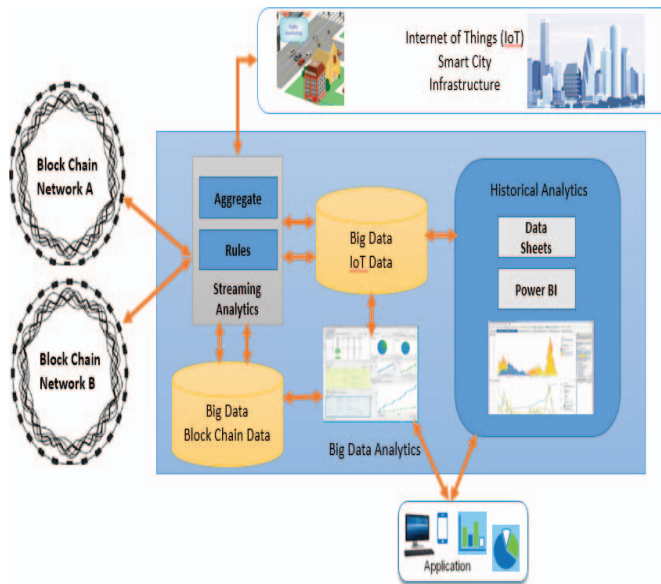 Internet of Things (IoT)
Smart City
Infrastructure
Block Chain
Network A
Aggregate
Rules
Streaming
Analytics
Big Data
IoT Data
Historical Analytics
Data
Sheets
Power BI
Block Chain
Network B
Big Data
Block Chain Data
Big Data Analytics
Application